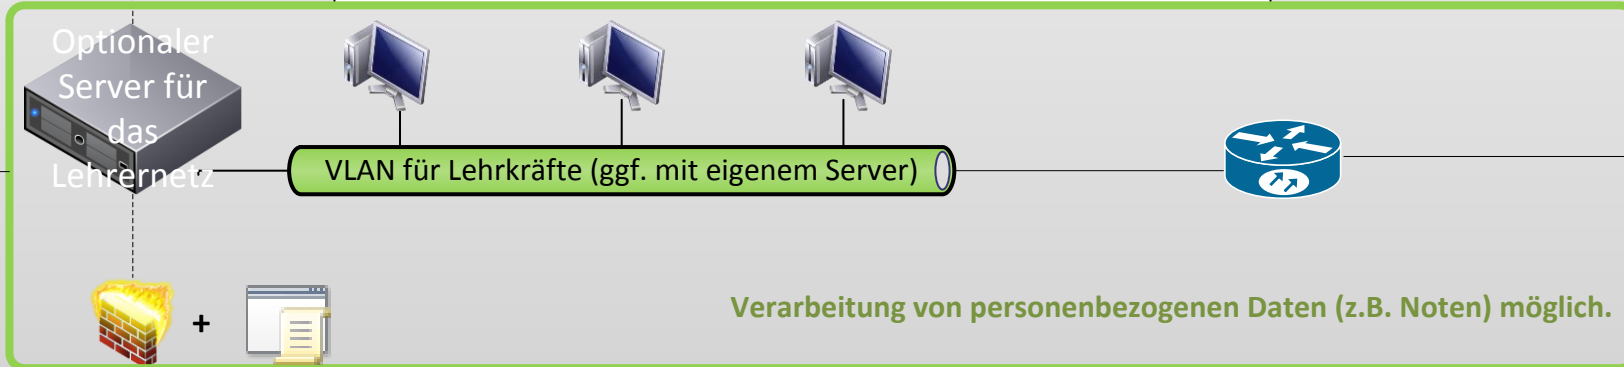 Optionaler
Server für
das
Lehrernetz
VLAN für Lehrkräfte (ggf. mit eigenem Server)
+
Verarbeitung von personenbezogenen Daten (z.B. Noten) möglich.